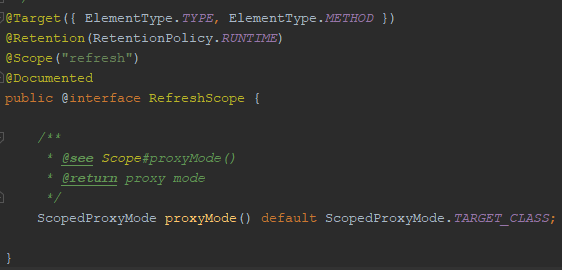 @Target({ ElementType.TYPE, ElementType.METHOD })
@Retention(RetentionPolicy.RUNTIME)
@Scope("refresh")
@Documented
public @interface RefreshScope {
/**
* @see Scope#proxyMode()
* @return proxy mode
*/
ScopedProxyMode proxyMode() default ScopedProxyMode.TARGET_CLASS;
}